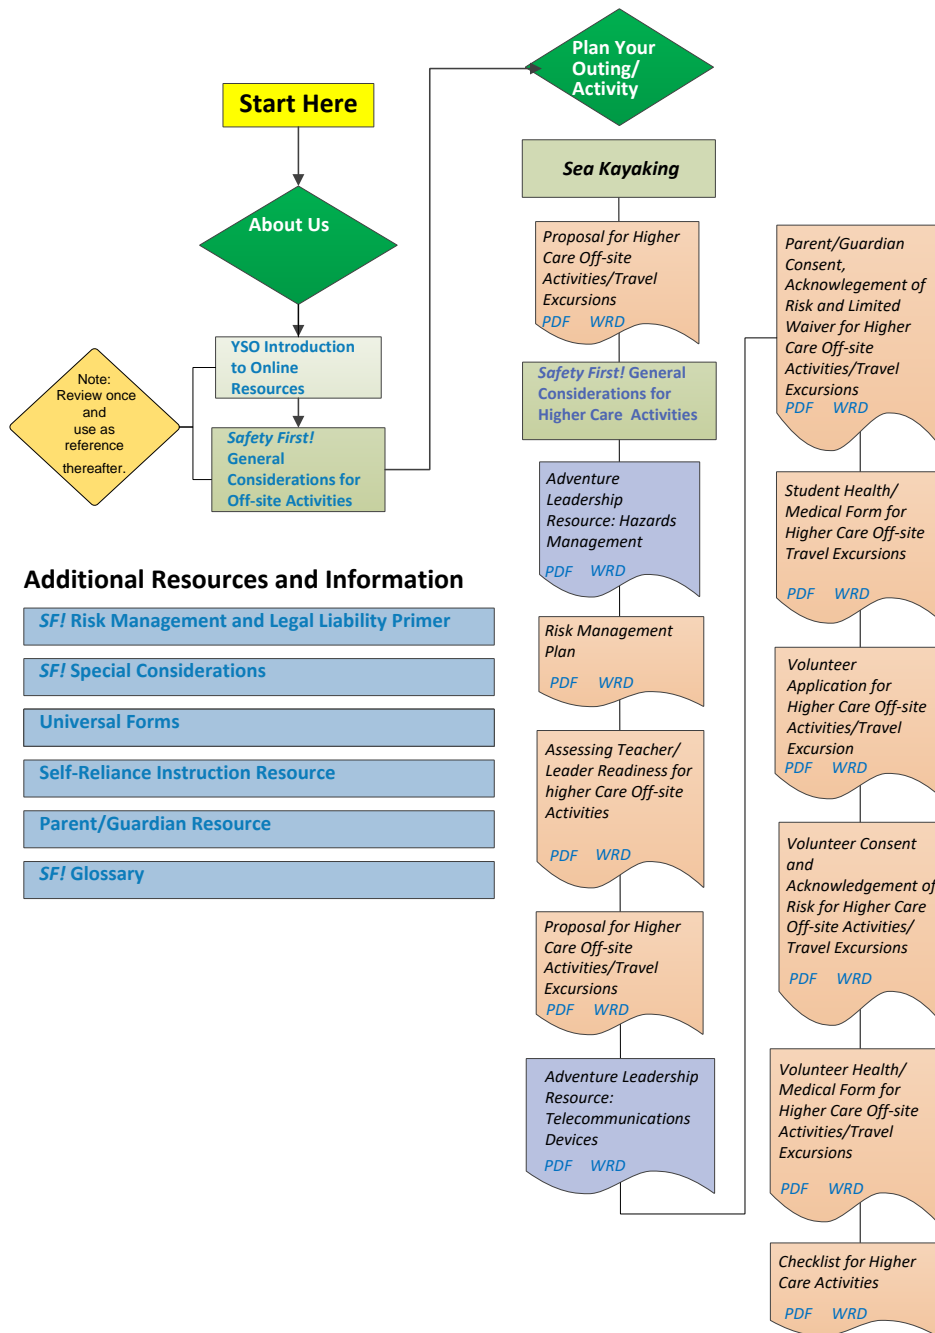 Start Here
About Us
YSO Introduction
to Online
Resources
Note:
Review once
and
use as
reference
thereafter.
Safety First!
General
Considerations for
Off-site Activities
Additional Resources and Information
SF! Risk Management and Legal Liability Primer
SF! Special Considerations
Universal Forms
Self-Reliance Instruction Resource
Parent/Guardian Resource
SF! Glossary
Plan Your
Outing/
Activity
Sea Kayaking
Proposal for Higher
Care Off-site
Activities/Travel
Excursions
PDF WRD
Safety First! General
Considerations for
Higher Care Activities
Adventure
Leadership
Resource: Hazards
Management
PDF WRD
Risk Management
Plan
PDF WRD
Assessing Teacher/
Leader Readiness for
higher Care Off-site
Activities
PDF WRD
Proposal for Higher
Care Off-site
Activities/Travel
Excursions
PDF WRD
Adventure Leadership
Resource:
Telecommunications
Devices
PDF WRD
Parent/Guardian
Consent,
Acknowlegement of
Risk and Limited
Waiver for Higher
Care Off-site
Activities/Travel
Excursions
PDF WRD
Student Health/
Medical Form for
Higher Care Off-site
Travel Excursions
PDF WRD
Volunteer
Application for
Higher Care Off-site
Activities/Travel
Excursion
PDF WRD
Volunteer Consent
and
Acknowledgement of
Risk for Higher Care
Off-site Activities/
Travel Excursions
PDF WRD
Volunteer Health/
Medical Form for
Higher Care Off-site
Activities/Travel
Excursions
PDF WRD
Checklist for Higher
Care Activities
PDF WRD